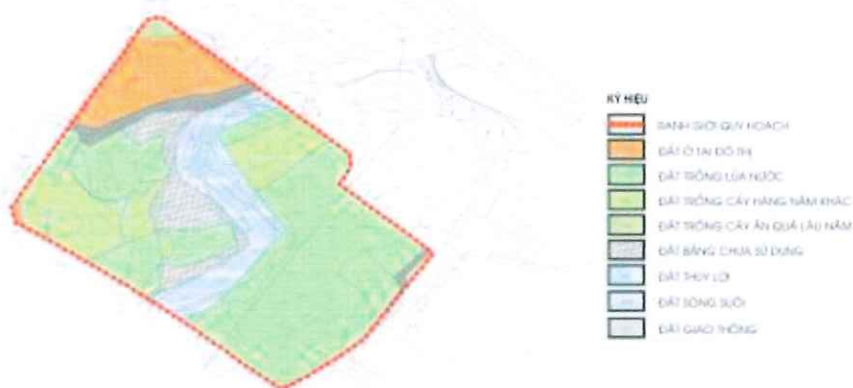 KÝ HIỆU
RANH GIỚI QUY HOẠCH
ĐẤT Ở TẠI ĐÔ THỊ
ĐẤT TRỒNG LÚA NƯỚC
ĐẤT TRỒNG CÂY HÀNG NĂM KHÁC
ĐẤT TRỒNG CÂY ĂN QUẢ LÂU NĂM
ĐẤT BẰNG CHƯA SỬ DỤNG
ĐẤT THỦY LỢI
ĐẤT SÔNG SUỐI
ĐẤT GIAO THÔNG